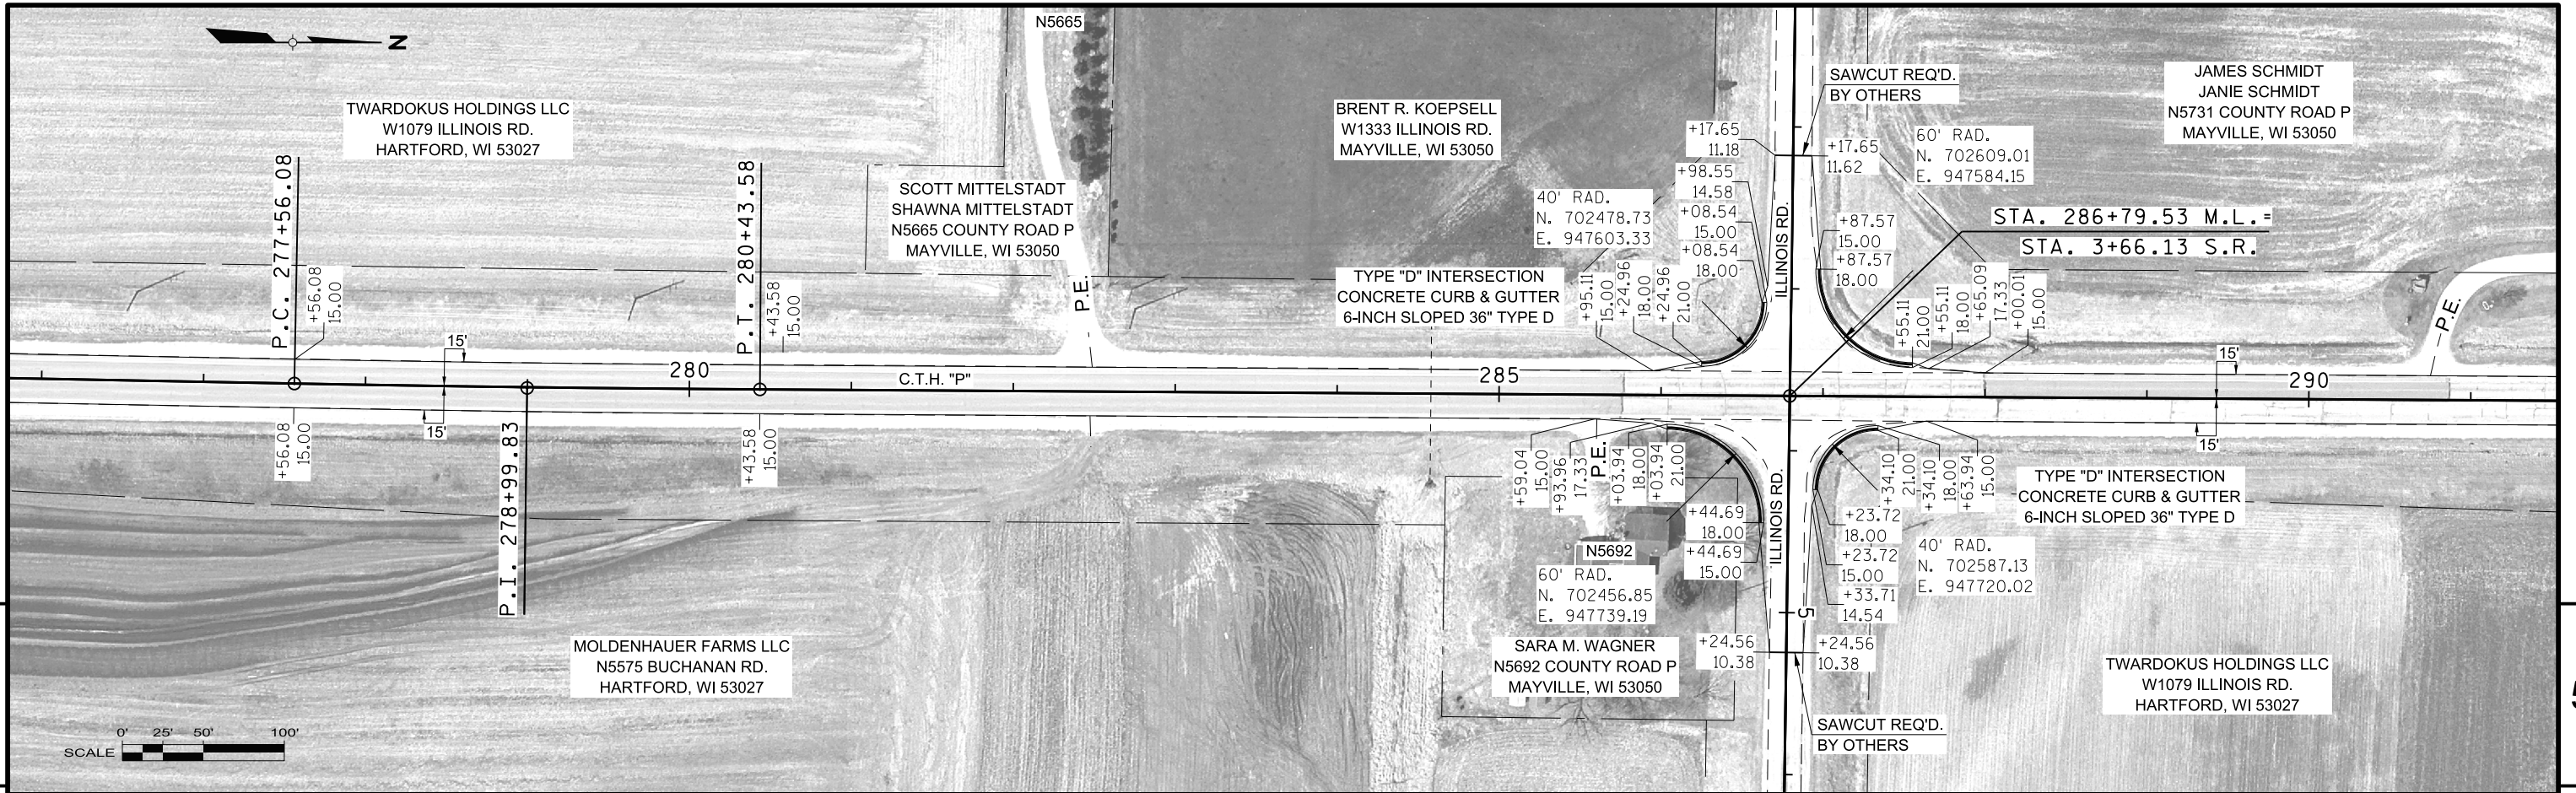 N5665
N
TWARDOKUS HOLDINGS LLC
W1079 ILLINOIS RD.
HARTFORD, WI 53027
P.C. 277+56.08
+56.08
15.00
P.T. 280+43.58
+43.58
15.00
SCOTT MITTELSTADT
SHAWNA MITTELSTADT
N5665 COUNTY ROAD P
MAYVILLE, WI 53050
P.E.
BRENT R. KOEPSELL
W1333 ILLINOIS RD.
MAYVILLE, WI 53050
40' RAD.
N. 702478.73
E. 947603.33
TYPE "D" INTERSECTION
CONCRETE CURB & GUTTER
6-INCH SLOPED 36" TYPE D
+17.65
11.18
+98.55
14.58
+08.54
15.00
+08.54
18.00
+95.11
15.00
+24.96
18.00
+24.96
21.00
ILLINOIS RD.
SAWCUT REQ'D.
BY OTHERS
+17.65
11.62
60' RAD.
N. 702609.01
E. 947584.15
+87.57
15.00
+87.57
18.00
STA. 286+79.53 M.L.=
STA. 3+66.13 S.R.
+55.11
21.00
+55.11
18.00
+65.09
17.33
+00.01
15.00
JAMES SCHMIDT
JANIE SCHMIDT
N5731 COUNTY ROAD P
MAYVILLE, WI 53050
P.E.
15'
280
C.T.H. "P"
285
15'
290
15'
15'
+56.08
15.00
P.I. 278+99.83
+43.58
15.00
+59.04
15.00
+93.96
17.33
P.E.
+03.94
18.00
+03.94
21.00
+44.69
18.00
+44.69
15.00
N5692
60' RAD.
N. 702456.85
E. 947739.19
SARA M. WAGNER
N5692 COUNTY ROAD P
MAYVILLE, WI 53050
+24.56
10.38
ILLINOIS RD.
5
+34.10
21.00
+34.10
18.00
+63.94
15.00
+23.72
18.00
+23.72
15.00
+33.71
14.54
40' RAD.
N. 702587.13
E. 947720.02
+24.56
10.38
SAWCUT REQ'D.
BY OTHERS
TYPE "D" INTERSECTION
CONCRETE CURB & GUTTER
6-INCH SLOPED 36" TYPE D
TWARDOKUS HOLDINGS LLC
W1079 ILLINOIS RD.
HARTFORD, WI 53027
MOLDENHAUER FARMS LLC
N5575 BUCHANAN RD.
HARTFORD, WI 53027
SCALE 0' 25' 50' 100'